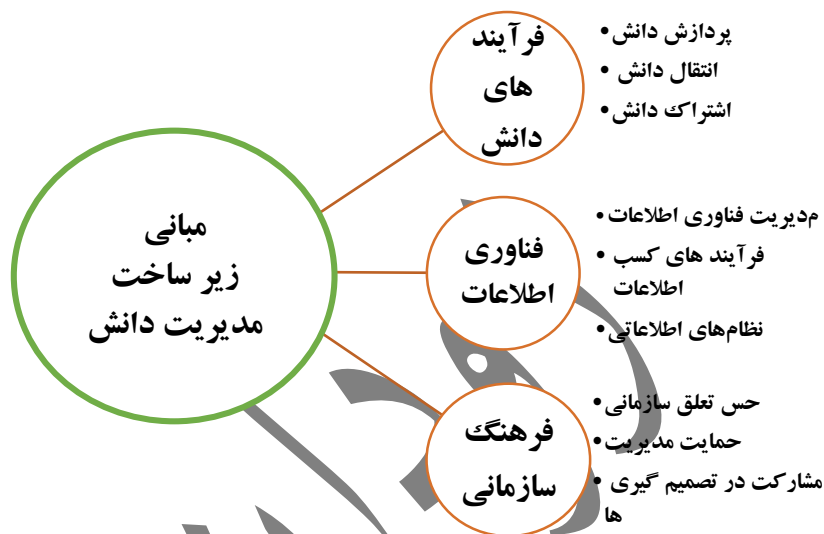 مبانی
زیر ساخت
مدیریت دانش
فرآیند
های
دانش
• پردازش دانش
• انتقال دانش
• اشتراک دانش
فناوری
اطلاعات
• مدیریت فناوری اطلاعات
• فرآیند های کسب
اطلاعات
• نظام‌های اطلاعاتی
فرهنگ
سازمانی
• حس تعلق سازمانی
• حمایت مدیریت
• مشارکت در تصمیم گیری
ها